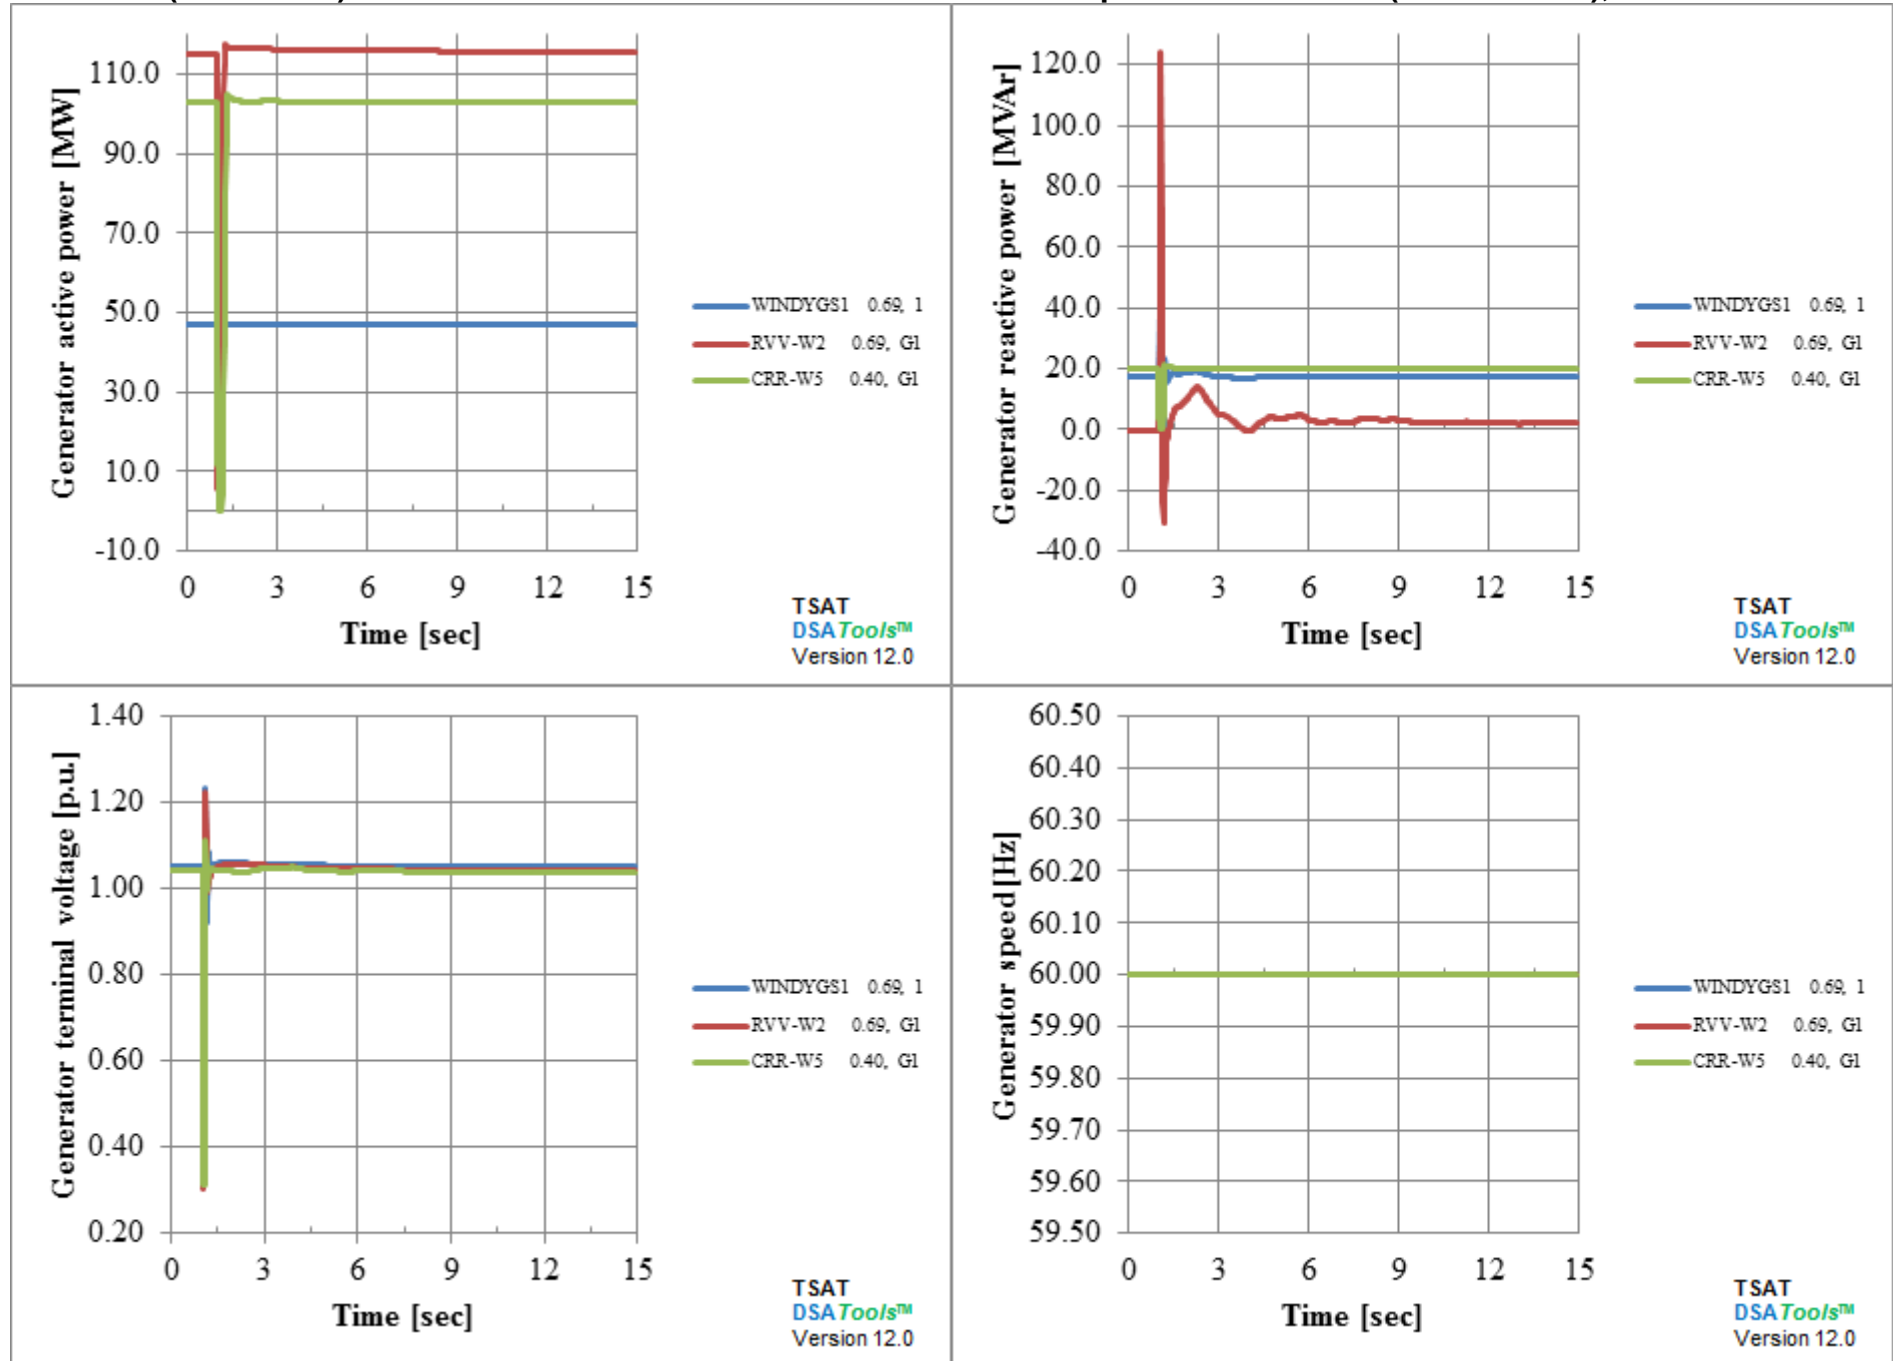 Generator active power [MW]
110.0
90.0
70.0
50.0
30.0
10.0
-10.0
0 3 6 9 12 15
Time [sec]
WINDYGS1 0.69, 1
RVV-W2 0.69, G1
CRR-W5 0.40, G1
TSAT
DSATools™
Version 12.0
Generator reactive power [MVAr]
120.0
100.0
80.0
60.0
40.0
20.0
0.0
-20.0
-40.0
0 3 6 9 12 15
Time [sec]
WINDYGS1 0.69, 1
RVV-W2 0.69, G1
CRR-W5 0.40, G1
TSAT
DSATools™
Version 12.0
Generator terminal voltage [p.u.]
1.40
1.20
1.00
0.80
0.60
0.40
0.20
0 3 6 9 12 15
Time [sec]
WINDYGS1 0.69, 1
RVV-W2 0.69, G1
CRR-W5 0.40, G1
TSAT
DSATools™
Version 12.0
Generator speed [Hz]
60.50
60.40
60.30
60.20
60.10
60.00
59.90
59.80
59.70
59.60
59.50
0 3 6 9 12 15
Time [sec]
WINDYGS1 0.69, 1
RVV-W2 0.69, G1
CRR-W5 0.40, G1
TSAT
DSATools™
Version 12.0